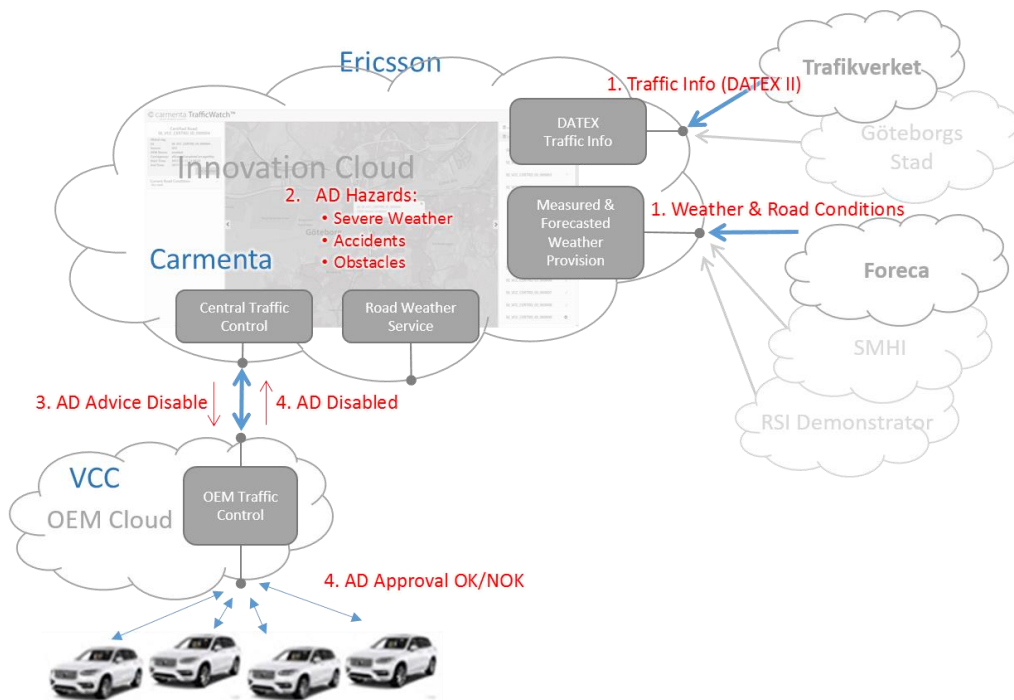 Ericsson
Trafikverket
1. Traffic Info (DATEX II)
© carmenta TrafficWatch™
DATEX
Traffic Info
Göteborgs
Stad
Innovation Cloud
2. AD Hazards:
• Severe Weather
• Accidents
• Obstacles
Göteborg
Measured &
Forecasted
Weather
Provision
1. Weather & Road Conditions
Carmenta
Foreca
Central Traffic
Control
Road Weather
Service
SMHI
3. AD Advice Disable
4. AD Disabled
RSI Demonstrator
VCC
OEM Cloud
OEM Traffic
Control
4. AD Approval OK/NOK